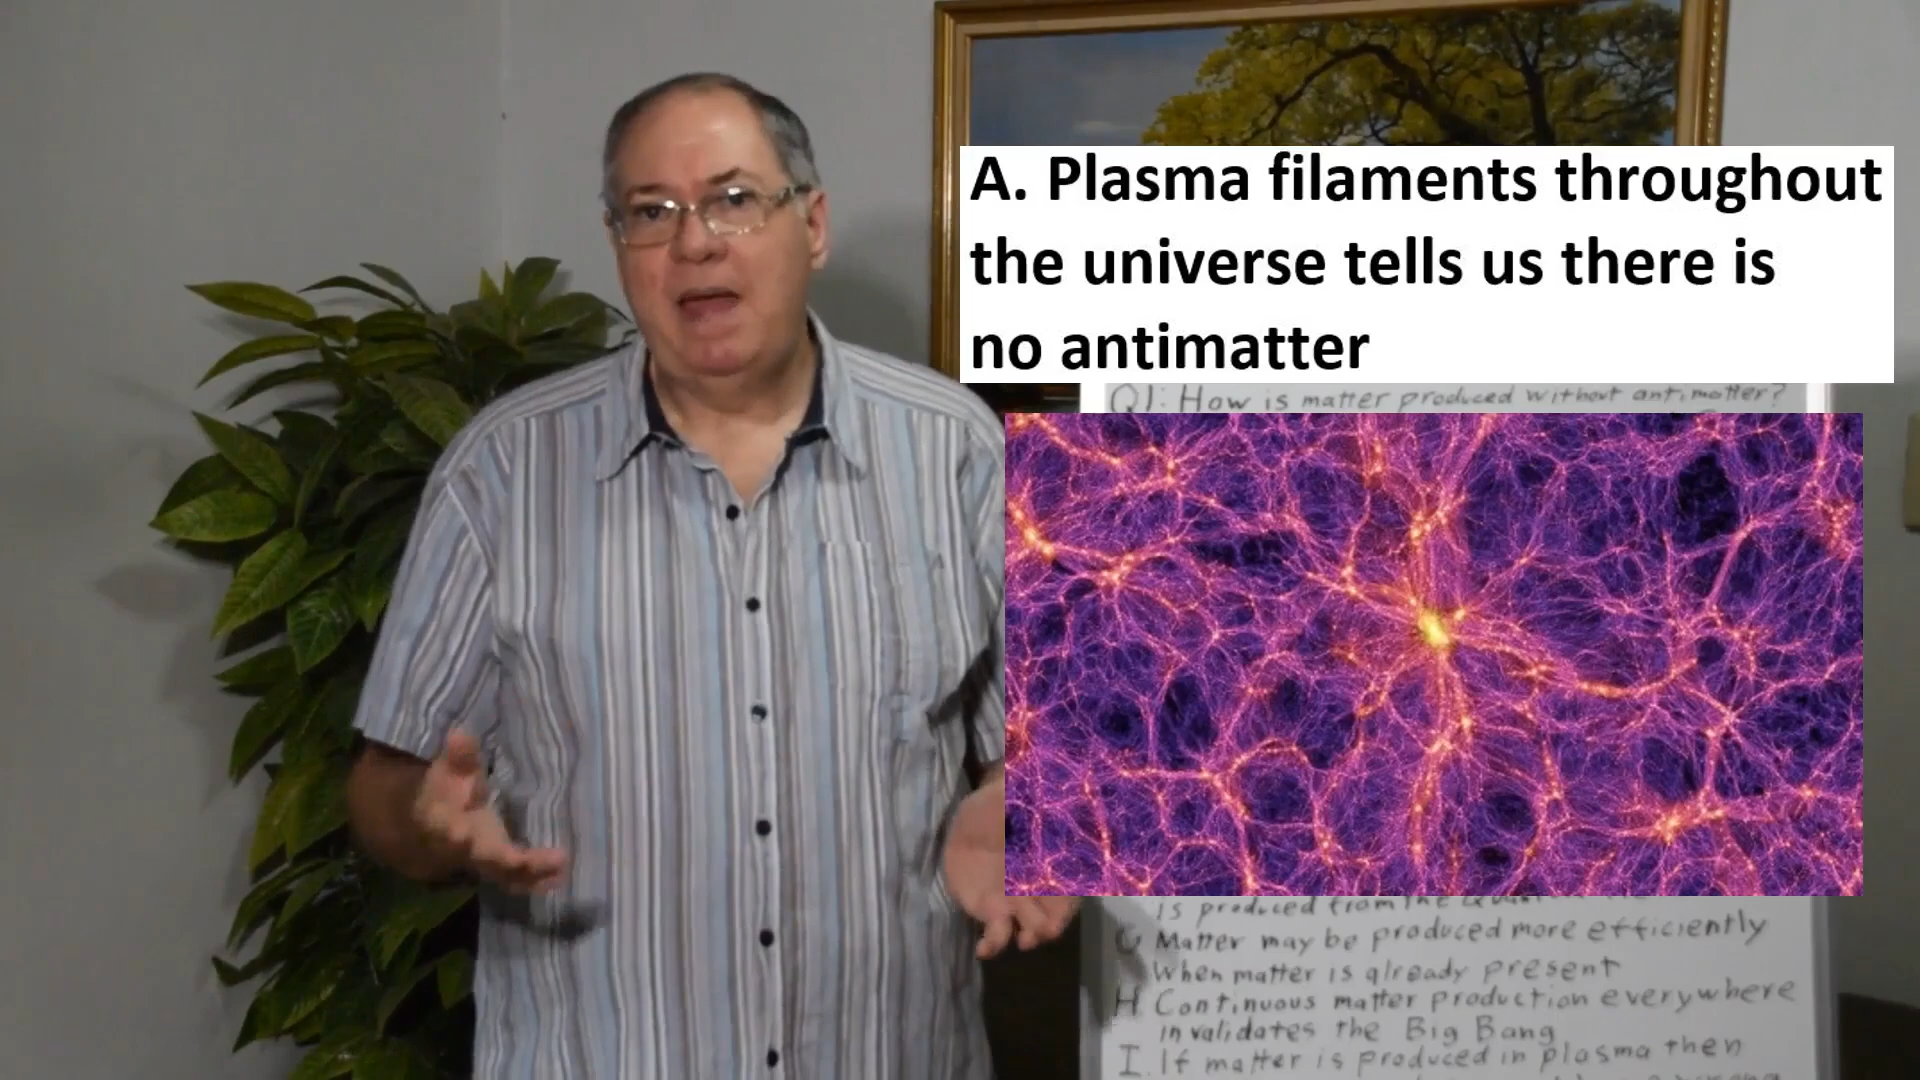 A. Plasma filaments throughout
the universe tells us there is
no antimatter
Q1: How is matter produced without antimatter?
is produced from the
G Matter may be produced more efficiently
when matter is already present
H Continuous matter production everywhere
invalidates the Big Bang
I. If matter is produced in plasma then